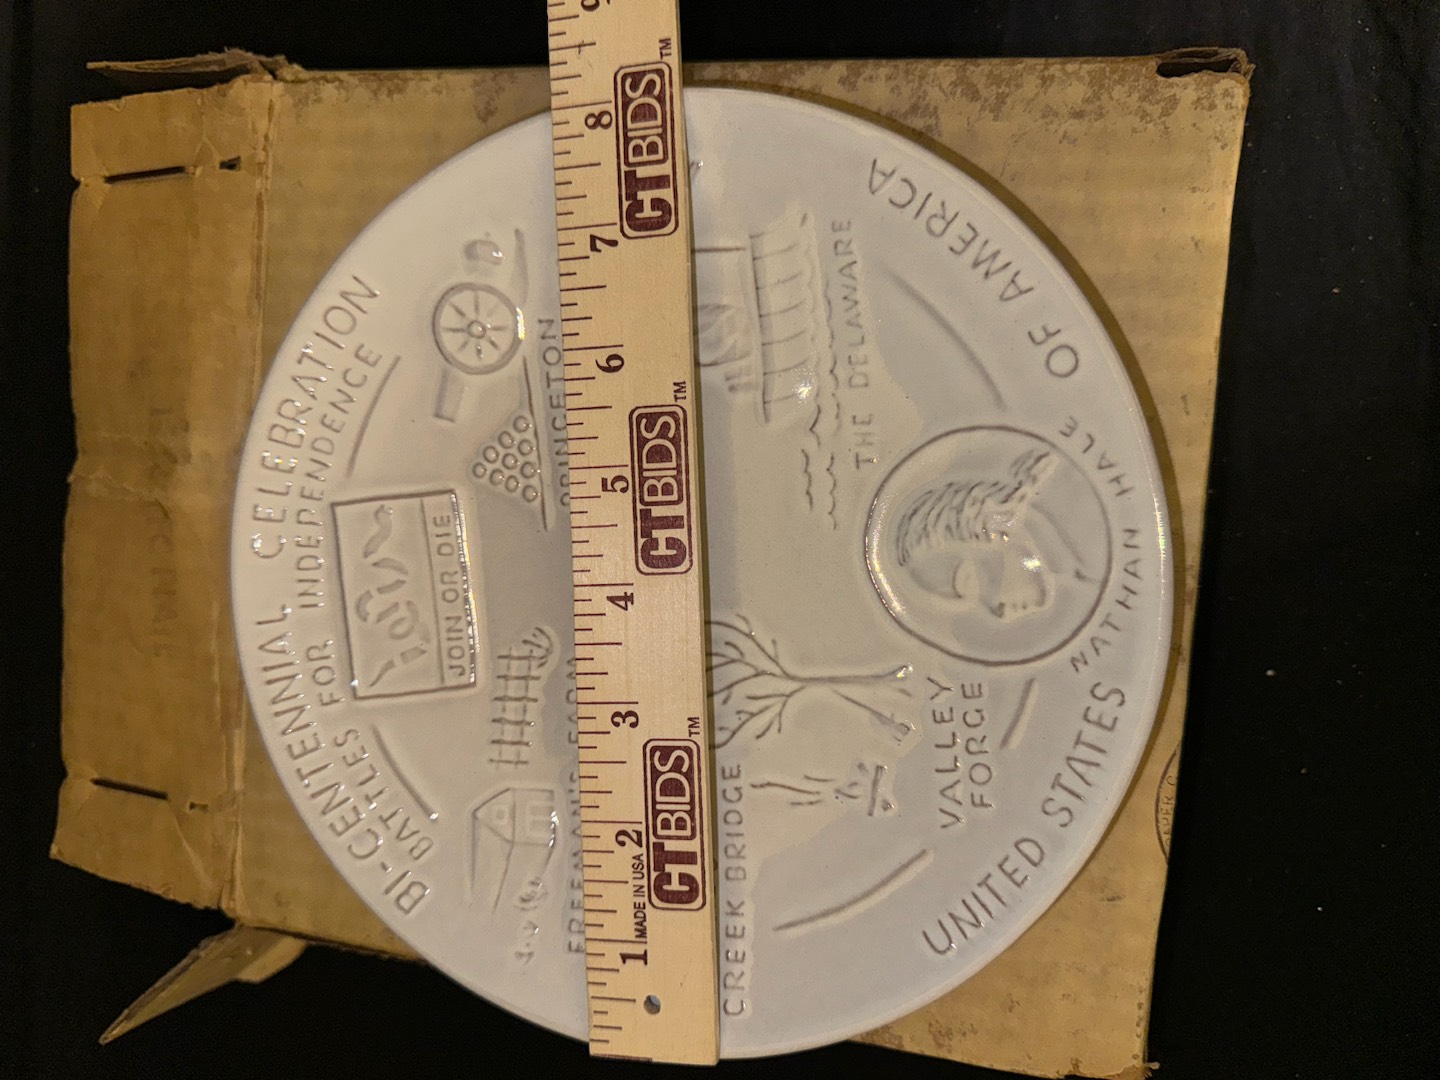 BI-CENTENNIAL CELEBRATION
BATTLES FOR INDEPENDENCE
JOIN OR DIE
PRINCETON
FREEMAN'S FARM
CREEK BRIDGE
THE DELAWARE
VALLEY
FORGE
NATHAN HALE
UNITED STATES OF AMERICA
1 2 3 4 5 6 7 8 9
MADE IN USA
CTBIDS™
CTBIDS™
CTBIDS™